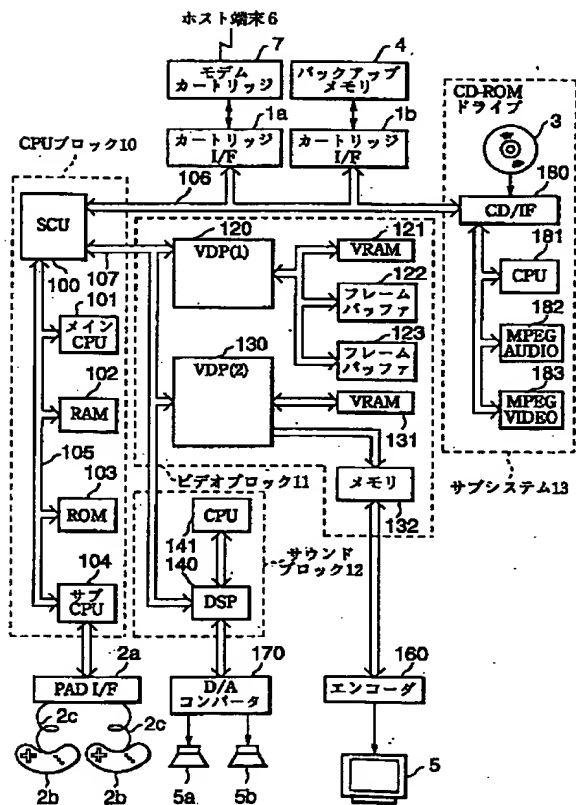 ホスト端末6
7
モデム
カートリッジ
4
バックアップ
メモリ
1a
カートリッジ
I/F
1b
カートリッジ
I/F
CD-ROM
ドライブ
3
CPUブロック10
106
SCU
100
107
180
CD/IF
120
VDP(1)
121
VRAM
122
フレーム
バッファ
123
フレーム
バッファ
181
CPU
182
MPEG
AUDIO
183
MPEG
VIDEO
101
メイン
CPU
102
RAM
105
103
ROM
104
サブ
CPU
130
VDP(2)
VRAM
131
ビデオブロック11
メモリ
132
サブシステム13
CPU
141
140
DSP
サウンド
ブロック12
2a
PAD I/F
2c
2c
2b
2b
170
D/A
コンバータ
5a
5b
160
エンコーダ
5